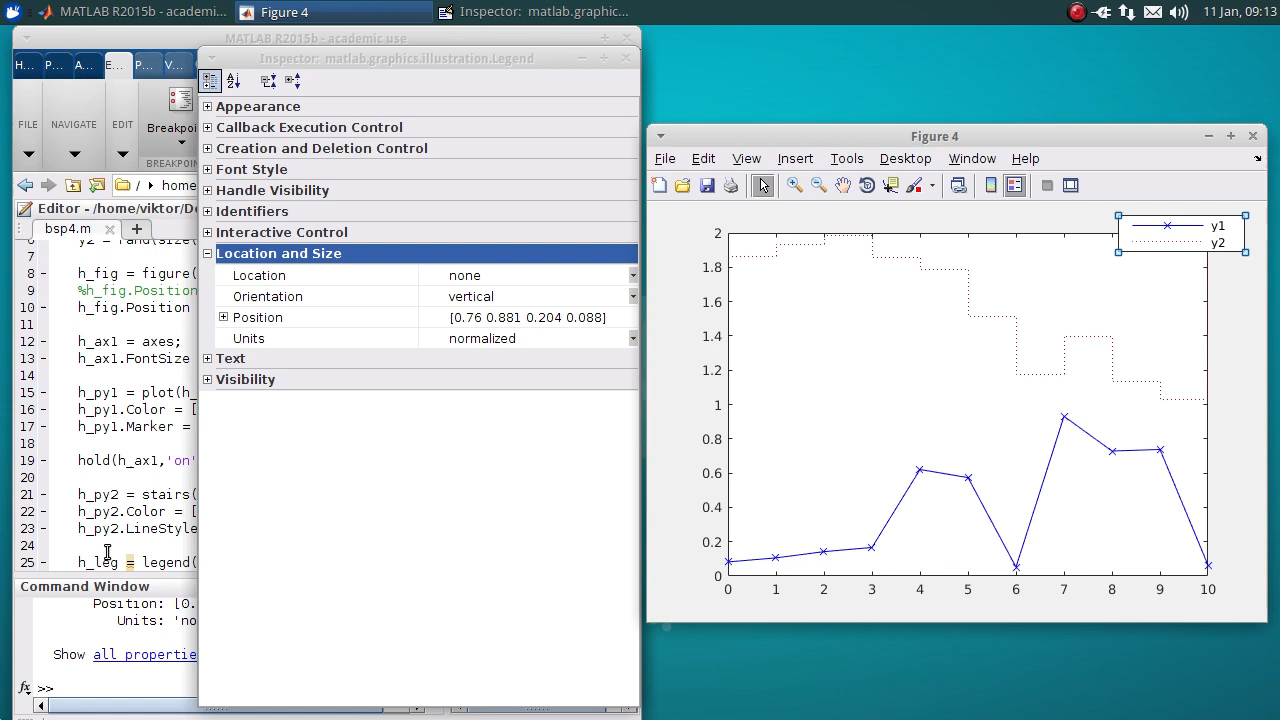 MATLAB R2015b - academi...
Figure 4
Inspector: matlab.graphic...
11 Jan, 09:13
MATLAB R2015b - academic use
H...
P...
A...
E...
P...
V...
FILE
NAVIGATE
EDIT
Breakpoi
BREAKPOIN
/ ▸ home
Editor - /home/viktor/Do
bsp4.m
6 y2 = rand(size(
7
8 - h_fig = figure(
9 %h_fig.Position
10 - h_fig.Position
11
12 - h_ax1 = axes;
13 - h_ax1.FontSize
14
15 - h_py1 = plot(h_
16 - h_py1.Color = [
17 - h_py1.Marker =
18
19 - hold(h_ax1,'on'
20
21 - h_py2 = stairs(
22 - h_py2.Color = [
23 - h_py2.LineStyle
24
25 - h_leg = legend(
Command Window
Position: [0.
Units: 'no
Show all propertie
fx >>
Inspector: matlab.graphics.illustration.Legend
Appearance
Callback Execution Control
Creation and Deletion Control
Font Style
Handle Visibility
Identifiers
Interactive Control
Location and Size
Location none
Orientation vertical
Position [0.76 0.881 0.204 0.088]
Units normalized
Text
Visibility
Figure 4
File Edit View Insert Tools Desktop Window Help
y1
y2
2
1.8
1.6
1.4
1.2
1
0.8
0.6
0.4
0.2
0
0 1 2 3 4 5 6 7 8 9 10